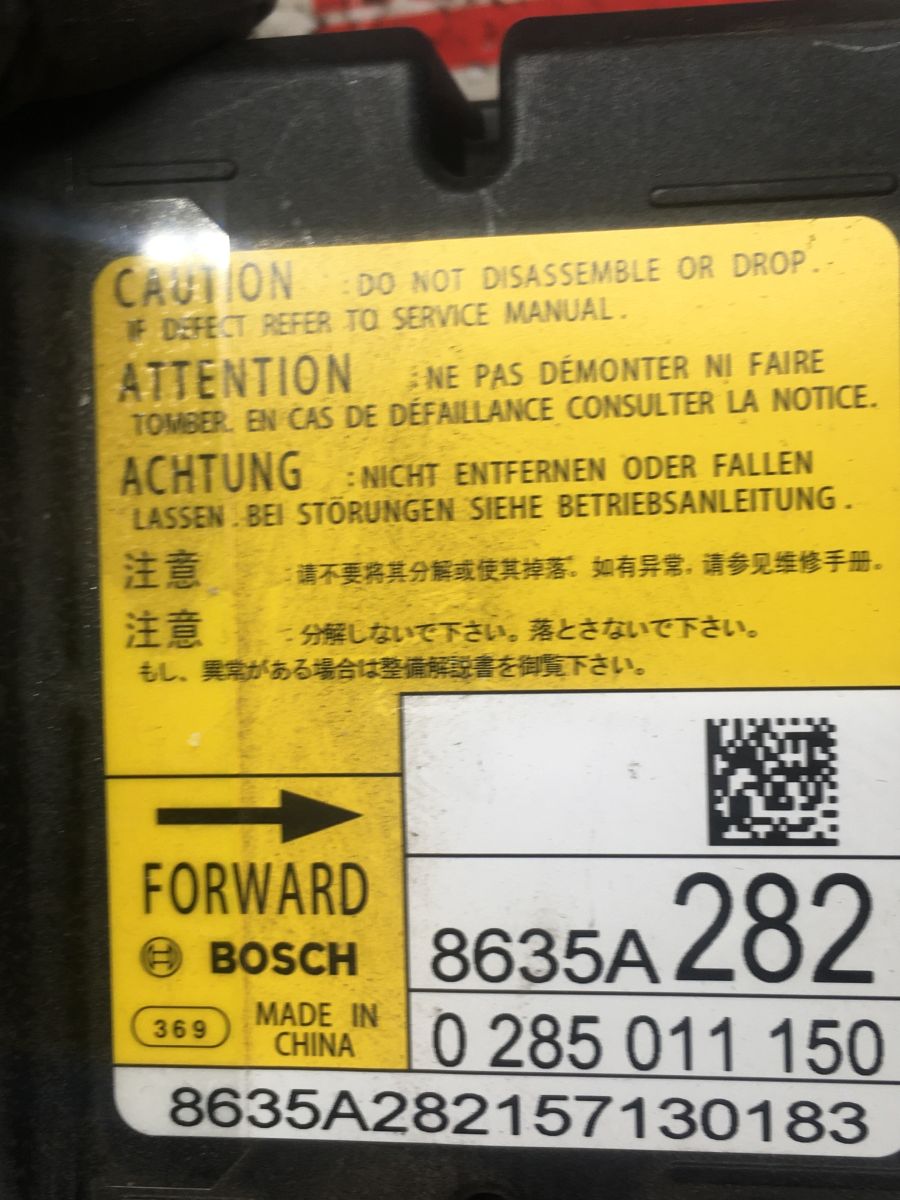 CAUTION :DO NOT DISASSEMBLE OR DROP.
IF DEFECT REFER TO SERVICE MANUAL.
ATTENTION :NE PAS DÉMONTER NI FAIRE
TOMBER. EN CAS DE DÉFAILLANCE CONSULTER LA NOTICE.
ACHTUNG :NICHT ENTFERNEN ODER FALLEN
LASSEN. BEI STÖRUNGEN SIEHE BETRIEBSANLEITUNG.
注意 :请不要将其分解或使其掉落。如有异常,请参见维修手册。
注意 :分解しないで下さい。落とさないで下さい。
もし、異常がある場合は整備解説書を御覧下さい。
FORWARD
BOSCH
369 MADE IN
CHINA
8635A282
0 285 011 150
8635A282157130183